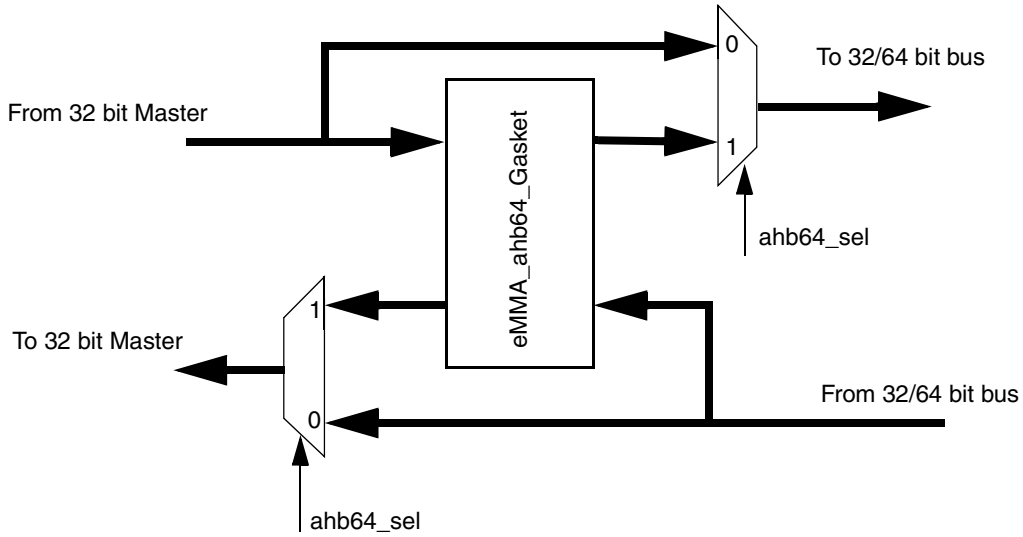 0
To 32/64 bit bus
From 32 bit Master
eMMA_ahb64_Gasket
1
ahb64_sel
1
To 32 bit Master
From 32/64 bit bus
0
ahb64_sel